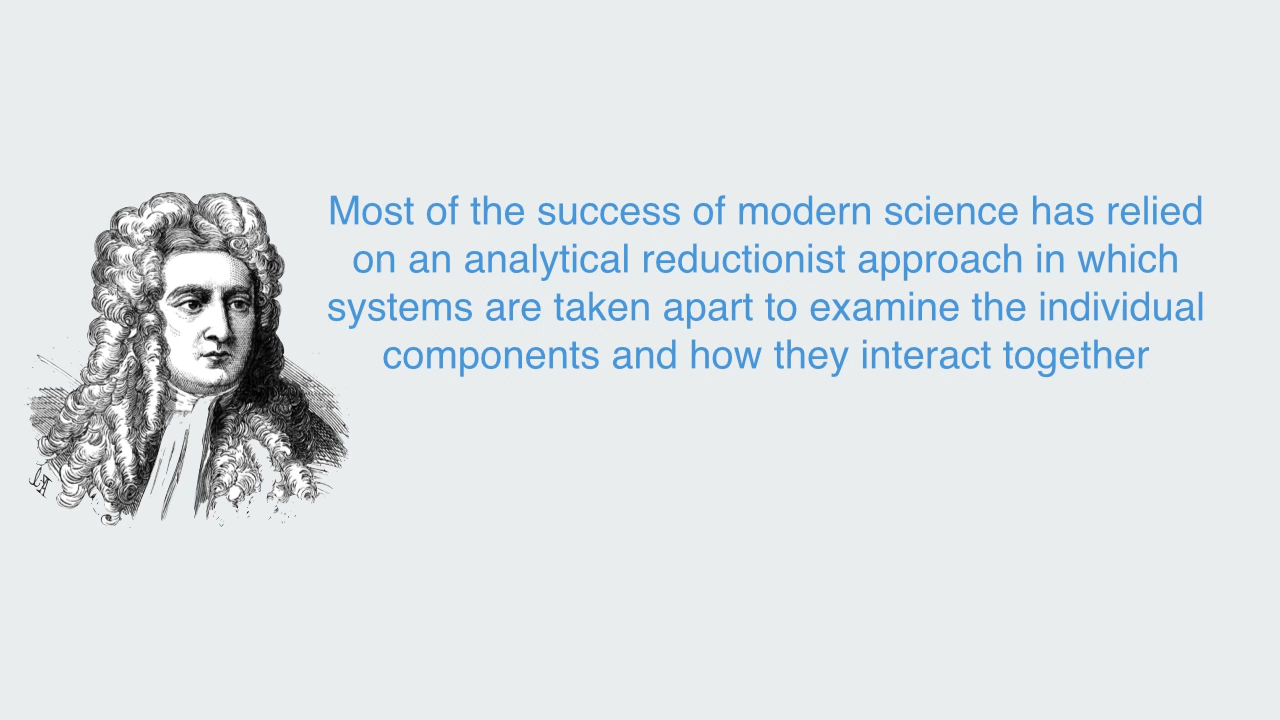 Most of the success of modern science has relied
on an analytical reductionist approach in which
systems are taken apart to examine the individual
components and how they interact together